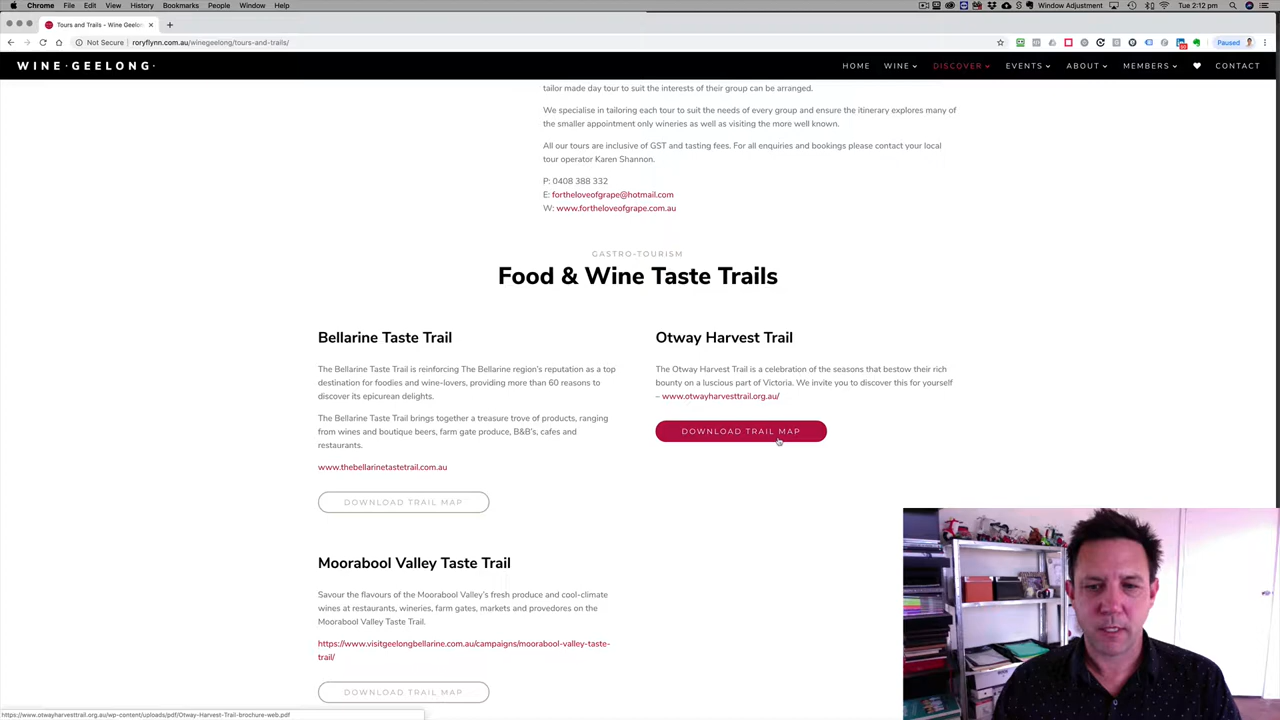 Chrome File Edit View History Bookmarks People Window Help
Window Adjustment
Tue 2:12 pm
Tours and Trails - Wine Geelon
Not Secure
roryflynn.com.au/winegeelong/tours-and-trails/
Paused
WINE·GEELONG·
HOME WINE DISCOVER EVENTS ABOUT MEMBERS CONTACT
tailor made day tour to suit the interests of their group can be arranged.
We specialise in tailoring each tour to suit the needs of every group and ensure the itinerary explores many of
the smaller appointment only wineries as well as visiting the more well known.
All our tours are inclusive of GST and tasting fees. For all enquiries and bookings please contact your local
tour operator Karen Shannon.
P: 0408 388 332
E: fortheloveofgrape@hotmail.com
W: www.fortheloveofgrape.com.au
GASTRO-TOURISM
Food & Wine Taste Trails
Bellarine Taste Trail
The Bellarine Taste Trail is reinforcing The Bellarine region's reputation as a top
destination for foodies and wine-lovers, providing more than 60 reasons to
discover its epicurean delights.
The Bellarine Taste Trail brings together a treasure trove of products, ranging
from wines and boutique beers, farm gate produce, B&B's, cafes and
restaurants.
www.thebellarinetastetrail.com.au
DOWNLOAD TRAIL MAP
Otway Harvest Trail
The Otway Harvest Trail is a celebration of the seasons that bestow their rich
bounty on a luscious part of Victoria. We invite you to discover this for yourself
– www.otwayharvesttrail.org.au/
DOWNLOAD TRAIL MAP
Moorabool Valley Taste Trail
Savour the flavours of the Moorabool Valley's fresh produce and cool-climate
wines at restaurants, wineries, farm gates, markets and provedores on the
Moorabool Valley Taste Trail.
https://www.visitgeelongbellarine.com.au/campaigns/moorabool-valley-taste-
trail/
DOWNLOAD TRAIL MAP
https://www.otwayharvesttrail.org.au/wp-content/uploads/pdf/Otway-Harvest-Trail-brochure-web.pdf